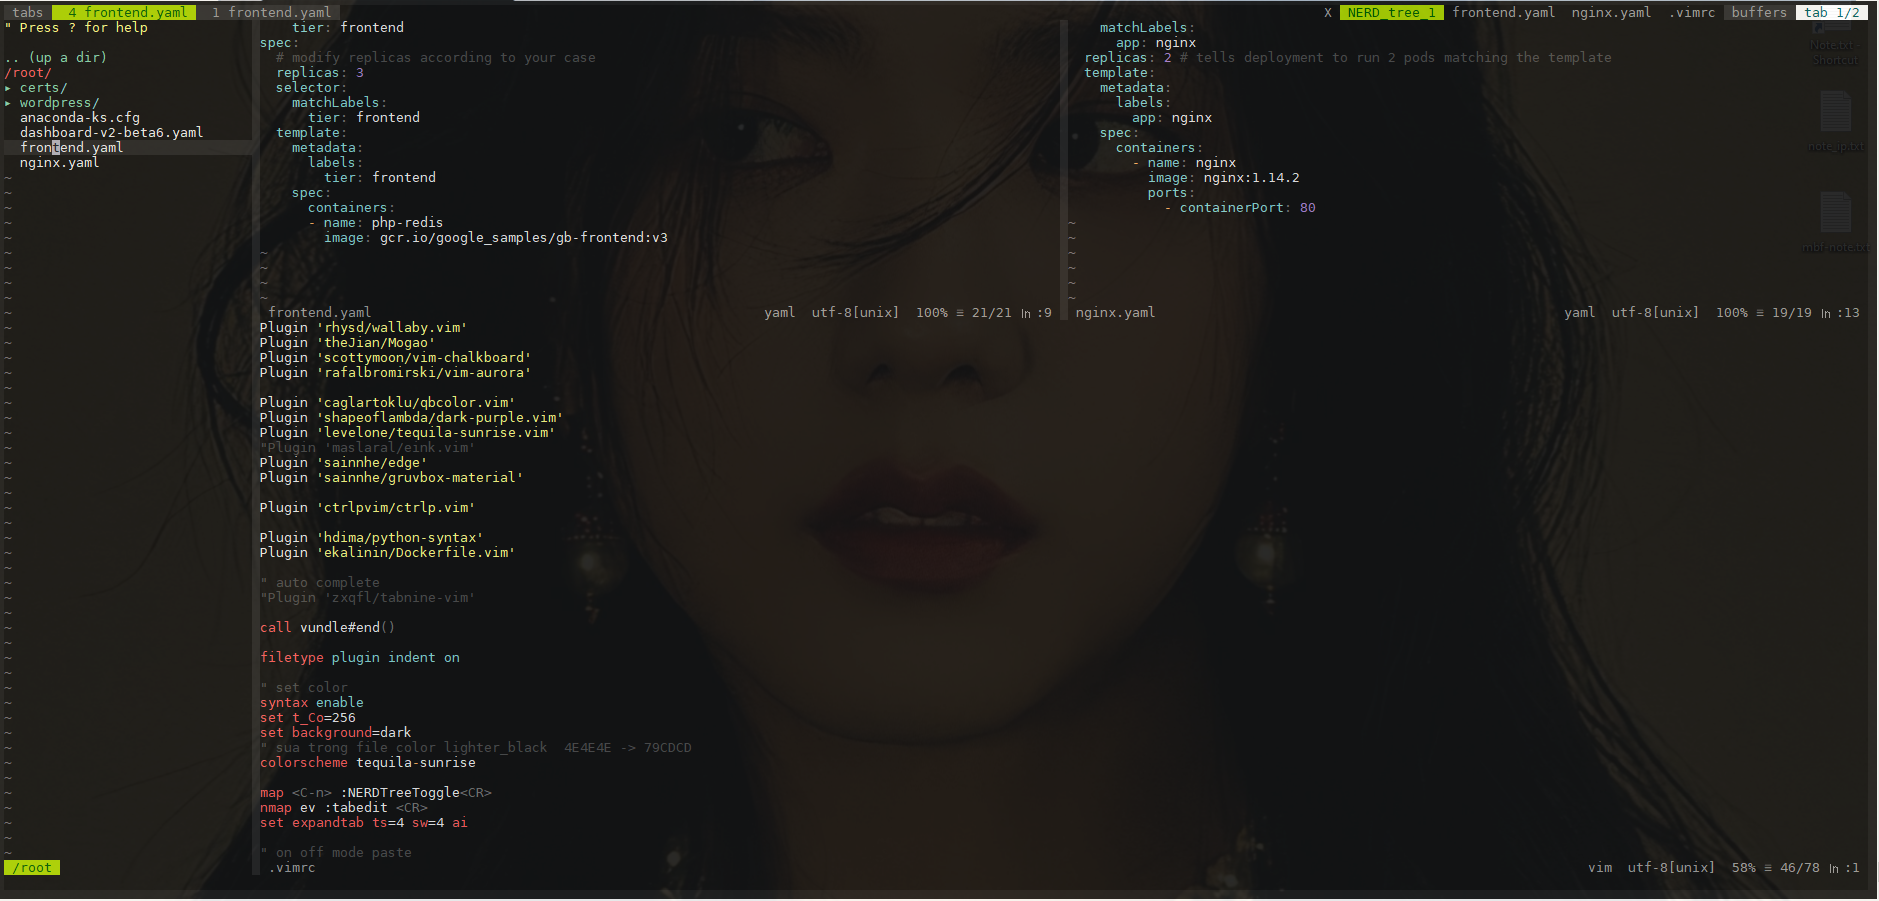 tabs  4 frontend.yaml  1 frontend.yaml  X  NERD_tree_1  frontend.yaml  nginx.yaml  .vimrc  buffers  tab 1/2
" Press ? for help
.. (up a dir)
/root/
▸ certs/
▸ wordpress/
anaconda-ks.cfg
dashboard-v2-beta6.yaml
frontend.yaml
nginx.yaml
/root
tier: frontend
spec:
# modify replicas according to your case
replicas: 3
selector:
matchLabels:
tier: frontend
template:
metadata:
labels:
tier: frontend
spec:
containers:
- name: php-redis
image: gcr.io/google_samples/gb-frontend:v3
~
~
~
~
frontend.yaml  yaml  utf-8[unix]  100% ≡ 21/21 ln :9
matchLabels:
app: nginx
replicas: 2 # tells deployment to run 2 pods matching the template
template:
metadata:
labels:
app: nginx
spec:
containers:
- name: nginx
image: nginx:1.14.2
ports:
- containerPort: 80
~
~
~
~
~
~
nginx.yaml  yaml  utf-8[unix]  100% ≡ 19/19 ln :13
Plugin 'rhysd/wallaby.vim'
Plugin 'theJian/Mogao'
Plugin 'scottymoon/vim-chalkboard'
Plugin 'rafalbromirski/vim-aurora'
Plugin 'caglartoklu/qbcolor.vim'
Plugin 'shapeoflambda/dark-purple.vim'
Plugin 'levelone/tequila-sunrise.vim'
"Plugin 'maslaral/eink.vim'
Plugin 'sainnhe/edge'
Plugin 'sainnhe/gruvbox-material'
Plugin 'ctrlpvim/ctrlp.vim'
Plugin 'hdima/python-syntax'
Plugin 'ekalinin/Dockerfile.vim'
" auto complete
"Plugin 'zxqfl/tabnine-vim'
call vundle#end()
filetype plugin indent on
" set color
syntax enable
set t_Co=256
set background=dark
" sua trong file color lighter_black  4E4E4E -> 79CDCD
colorscheme tequila-sunrise
map <C-n> :NERDTreeToggle<CR>
nmap ev :tabedit <CR>
set expandtab ts=4 sw=4 ai
" on off mode paste
.vimrc  vim  utf-8[unix]  58% ≡ 46/78 ln :1
Note.txt -
Shortcut
note_ip.txt
mbf-note.txt